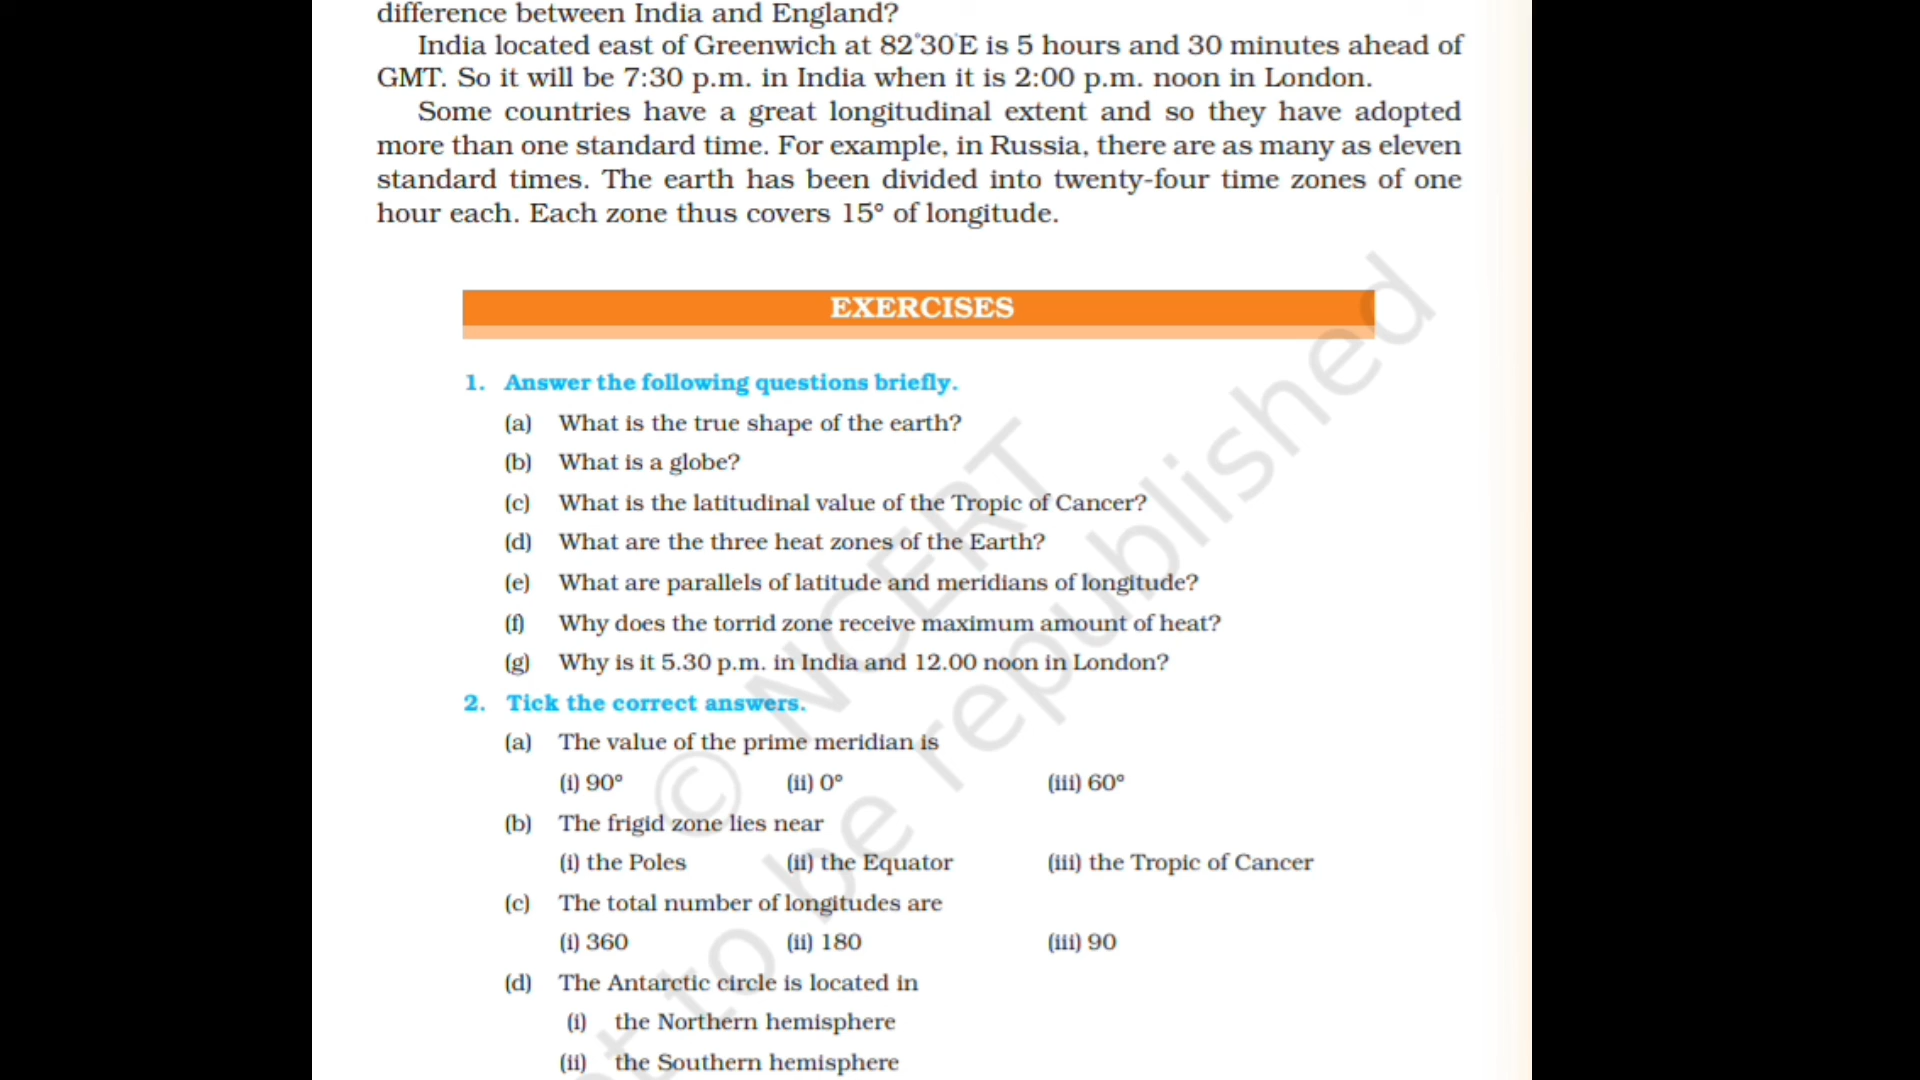 difference between India and England?
India located east of Greenwich at 82°30'E is 5 hours and 30 minutes ahead of
GMT. So it will be 7:30 p.m. in India when it is 2:00 p.m. noon in London.
Some countries have a great longitudinal extent and so they have adopted
more than one standard time. For example, in Russia, there are as many as eleven
standard times. The earth has been divided into twenty-four time zones of one
hour each. Each zone thus covers 15° of longitude.
EXERCISES
1. Answer the following questions briefly.
(a) What is the true shape of the earth?
(b) What is a globe?
(c) What is the latitudinal value of the Tropic of Cancer?
(d) What are the three heat zones of the Earth?
(e) What are parallels of latitude and meridians of longitude?
(f) Why does the torrid zone receive maximum amount of heat?
(g) Why is it 5.30 p.m. in India and 12.00 noon in London?
2. Tick the correct answers.
(a) The value of the prime meridian is
(i) 90° (ii) 0° (iii) 60°
(b) The frigid zone lies near
(i) the Poles (ii) the Equator (iii) the Tropic of Cancer
(c) The total number of longitudes are
(i) 360 (ii) 180 (iii) 90
(d) The Antarctic circle is located in
(i) the Northern hemisphere
(ii) the Southern hemisphere
© NCERT
to be republished